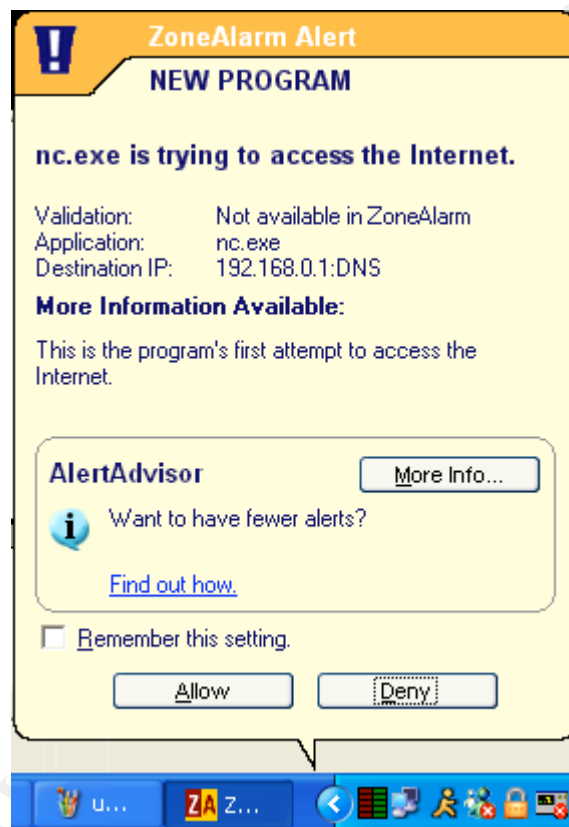 ZoneAlarm Alert
NEW PROGRAM
nc.exe is trying to access the Internet.
Validation: Not available in ZoneAlarm
Application: nc.exe
Destination IP: 192.168.0.1:DNS
More Information Available:
This is the program's first attempt to access the
Internet.
AlertAdvisor
More Info...
Want to have fewer alerts?
Find out how.
Remember this setting.
Allow Deny
u... ZA Z...